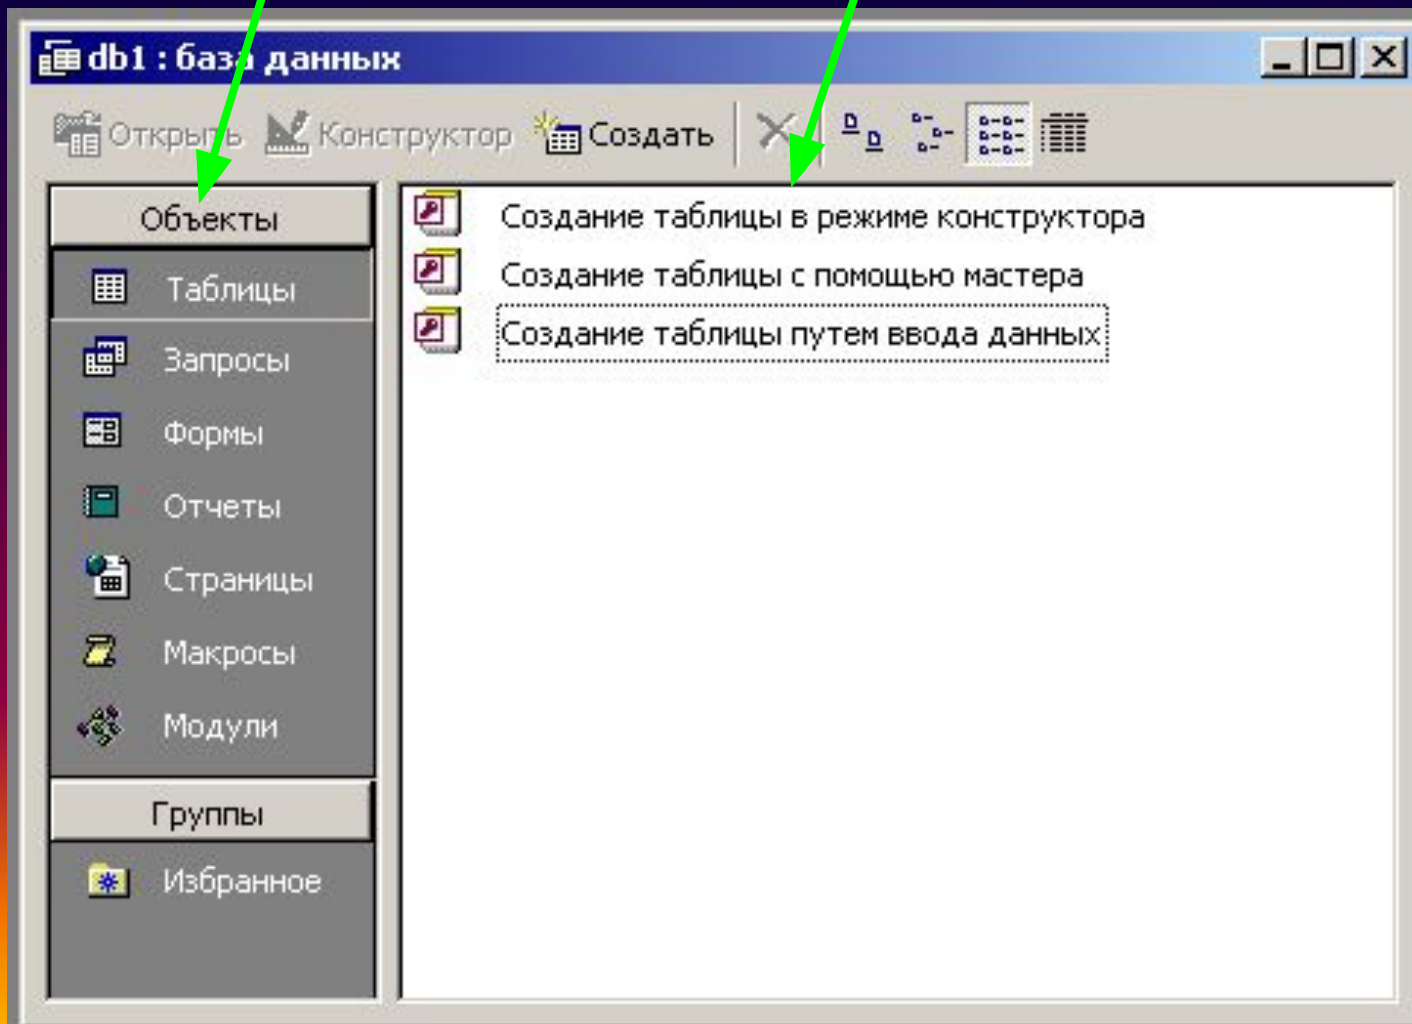 db1 : база данных
Открыть Конструктор Создать
Объекты
Таблицы
Запросы
Формы
Отчеты
Страницы
Макросы
Модули
Группы
Избранное
Создание таблицы в режиме конструктора
Создание таблицы с помощью мастера
Создание таблицы путем ввода данных